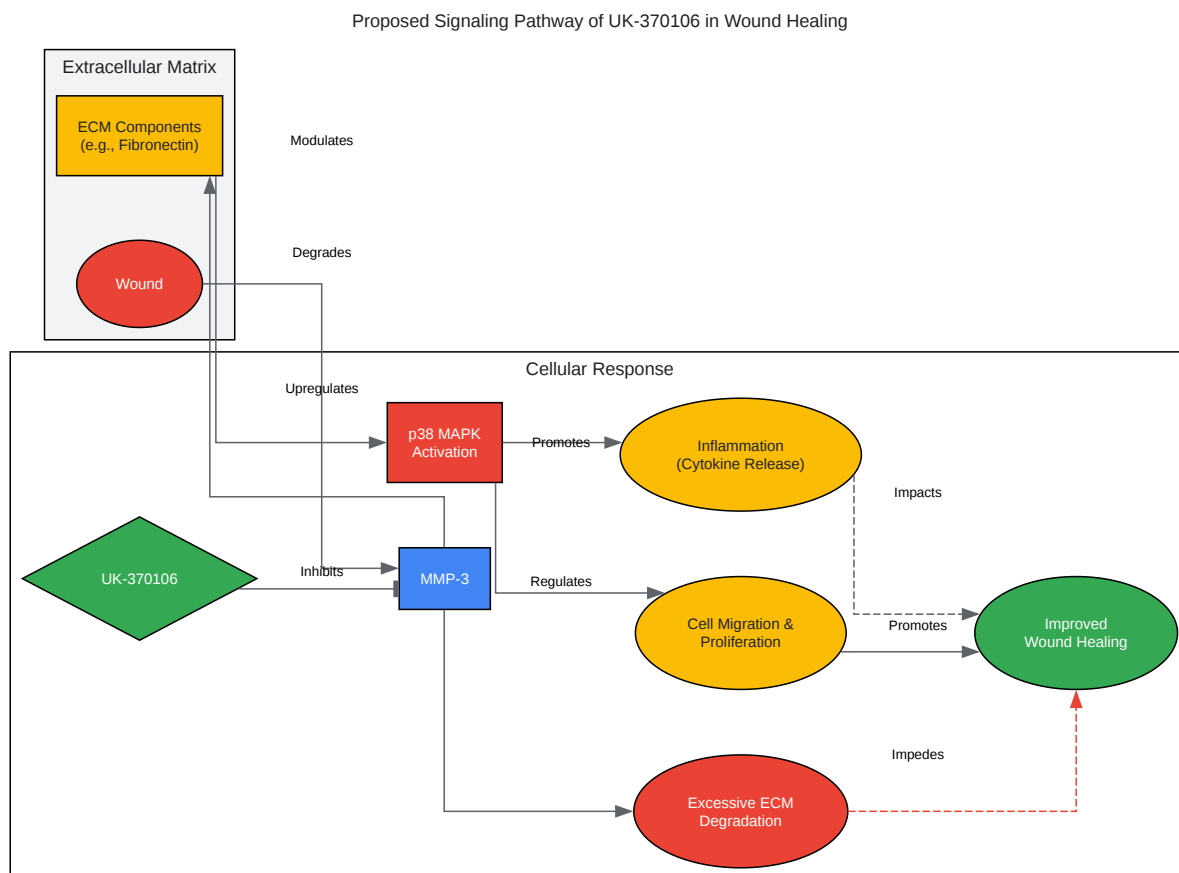 Proposed Signaling Pathway of UK-370106 in Wound Healing
Extracellular Matrix
ECM Components
(e.g., Fibronectin)
Modulates
Degrades
Wound
Cellular Response
Upregulates
p38 MAPK
Activation
Promotes
Inflammation
(Cytokine Release)
Impacts
UK-370106
Inhibits
MMP-3
Regulates
Cell Migration &
Proliferation
Promotes
Improved
Wound Healing
Impedes
Excessive ECM
Degradation